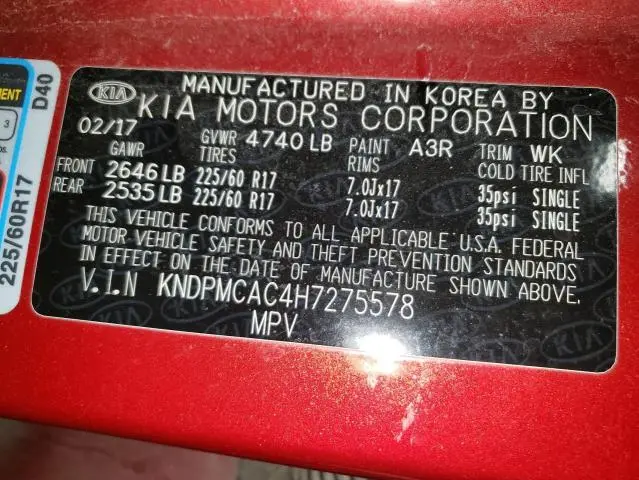 MANUFACTURED IN KOREA BY
KIA KIA MOTORS CORPORATION
02/17 GVWR 4740 LB PAINT A3R TRIM WK
GAWR TIRES RIMS COLD TIRE INFL
FRONT 2646 LB 225/60 R17 7.0Jx17 35psi SINGLE
REAR 2535 LB 225/60 R17 7.0Jx17 35psi SINGLE
THIS VEHICLE CONFORMS TO ALL APPLICABLE U.S.A. FEDERAL
MOTOR VEHICLE SAFETY AND THEFT PREVENTION STANDARDS
IN EFFECT ON THE DATE OF MANUFACTURE SHOWN ABOVE.
V.I.N KNDPMCAC4H7275578
MPV
D40
225/60R17
MENT
3